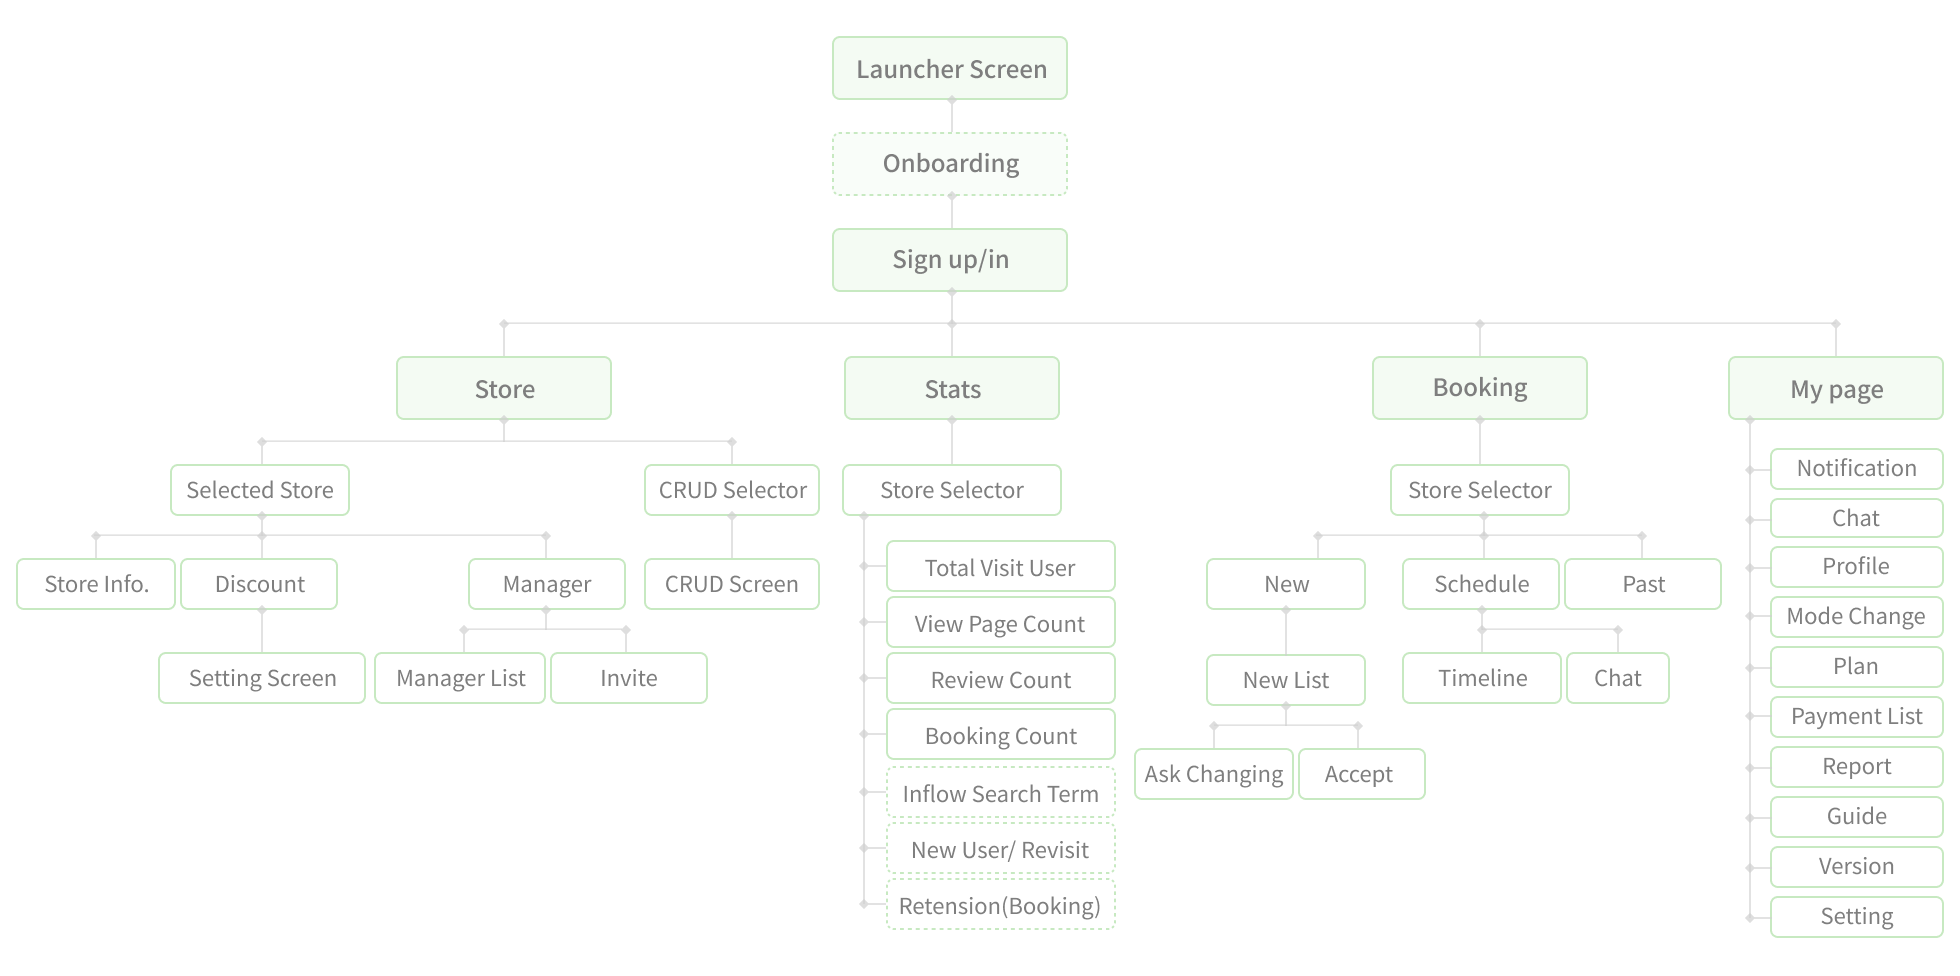 Launcher Screen
Onboarding
Sign up/in
Store
Stats
Booking
My page
Selected Store
CRUD Selector
Store Info.
Discount
Manager
CRUD Screen
Setting Screen
Manager List
Invite
Store Selector
Total Visit User
View Page Count
Review Count
Booking Count
Inflow Search Term
New User/ Revisit
Retension(Booking)
Store Selector
New
Schedule
Past
New List
Timeline
Chat
Ask Changing
Accept
Notification
Chat
Profile
Mode Change
Plan
Payment List
Report
Guide
Version
Setting